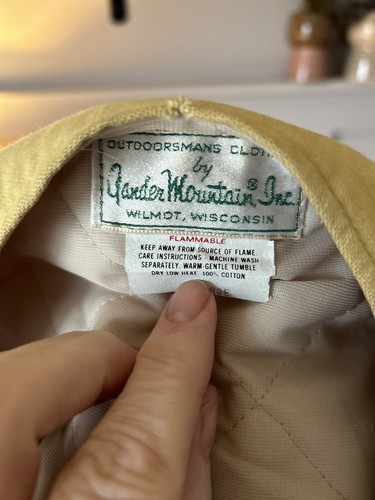 OUTDOORSMANS
by
Gander Mountain® Inc.
WILMOT, WISCONSIN
FLAMMABLE
KEEP AWAY FROM SOURCE OF FLAME.
CARE INSTRUCTIONS - MACHINE WASH
SEPARATELY. WARM-GENTLE TUMBLE
DRY LOW HEAT. 100% COTTON